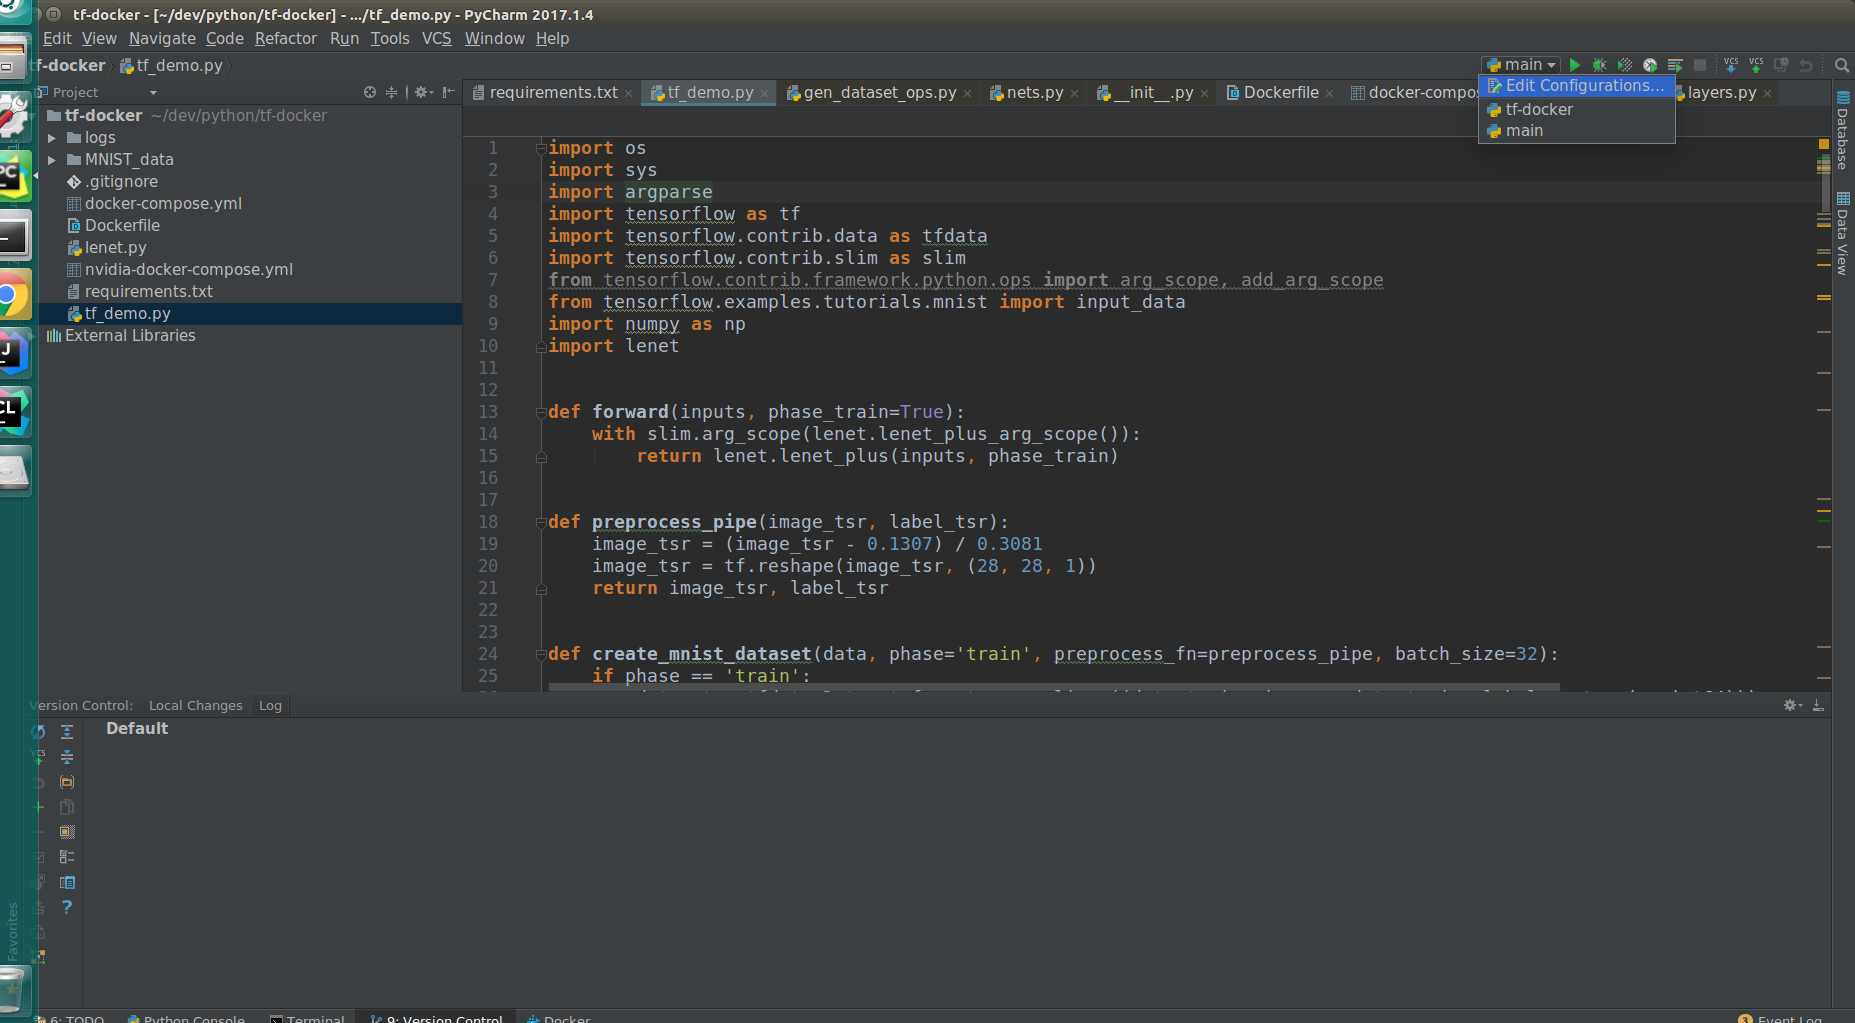 tf-docker - [~/dev/python/tf-docker] - .../tf_demo.py - PyCharm 2017.1.4
Edit View Navigate Code Refactor Run Tools VCS Window Help
tf-docker tf_demo.py main
Project
requirements.txt tf_demo.py gen_dataset_ops.py nets.py __init__.py Dockerfile docker-compos layers.py
Edit Configurations...
tf-docker
main
tf-docker ~/dev/python/tf-docker
logs
MNIST_data
.gitignore
docker-compose.yml
Dockerfile
lenet.py
nvidia-docker-compose.yml
requirements.txt
tf_demo.py
External Libraries
1 import os
2 import sys
3 import argparse
4 import tensorflow as tf
5 import tensorflow.contrib.data as tfdata
6 import tensorflow.contrib.slim as slim
7 from tensorflow.contrib.framework.python.ops import arg_scope, add_arg_scope
8 from tensorflow.examples.tutorials.mnist import input_data
9 import numpy as np
10 import lenet
11
12
13 def forward(inputs, phase_train=True):
14 with slim.arg_scope(lenet.lenet_plus_arg_scope()):
15 return lenet.lenet_plus(inputs, phase_train)
16
17
18 def preprocess_pipe(image_tsr, label_tsr):
19 image_tsr = (image_tsr - 0.1307) / 0.3081
20 image_tsr = tf.reshape(image_tsr, (28, 28, 1))
21 return image_tsr, label_tsr
22
23
24 def create_mnist_dataset(data, phase='train', preprocess_fn=preprocess_pipe, batch_size=32):
25 if phase == 'train':
Database
Data View
Version Control: Local Changes Log
Default
VCS
Favorites
6: TODO Python Console Terminal 9: Version Control Docker 3 Event Log